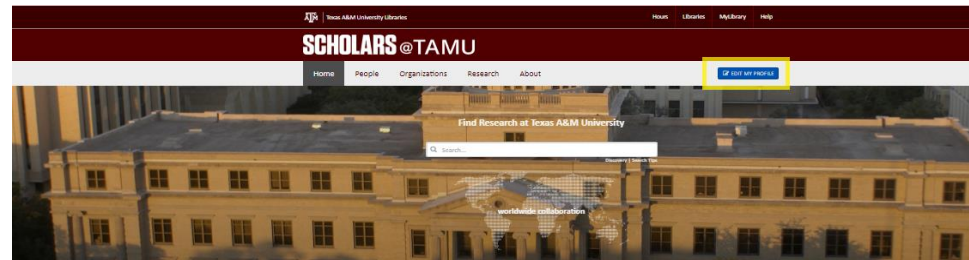 ATM Texas A&M University Libraries Hours Libraries MyLibrary Help
SCHOLARS @TAMU
Home People Organizations Research About EDIT MY PROFILE
Find Research at Texas A&M University
Search...
Discovery | Search Tips
worldwide collaboration